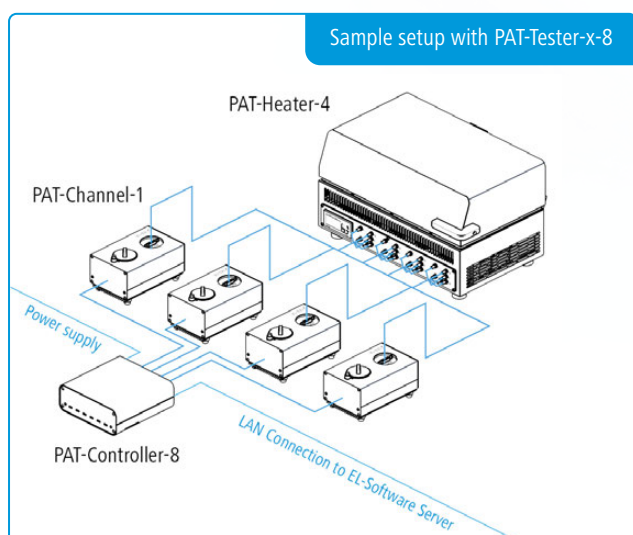 Sample setup with PAT-Tester-x-8
PAT-Heater-4
PAT-Channel-1
Power supply
PAT-Controller-8
LAN Connection to EL-Software Server